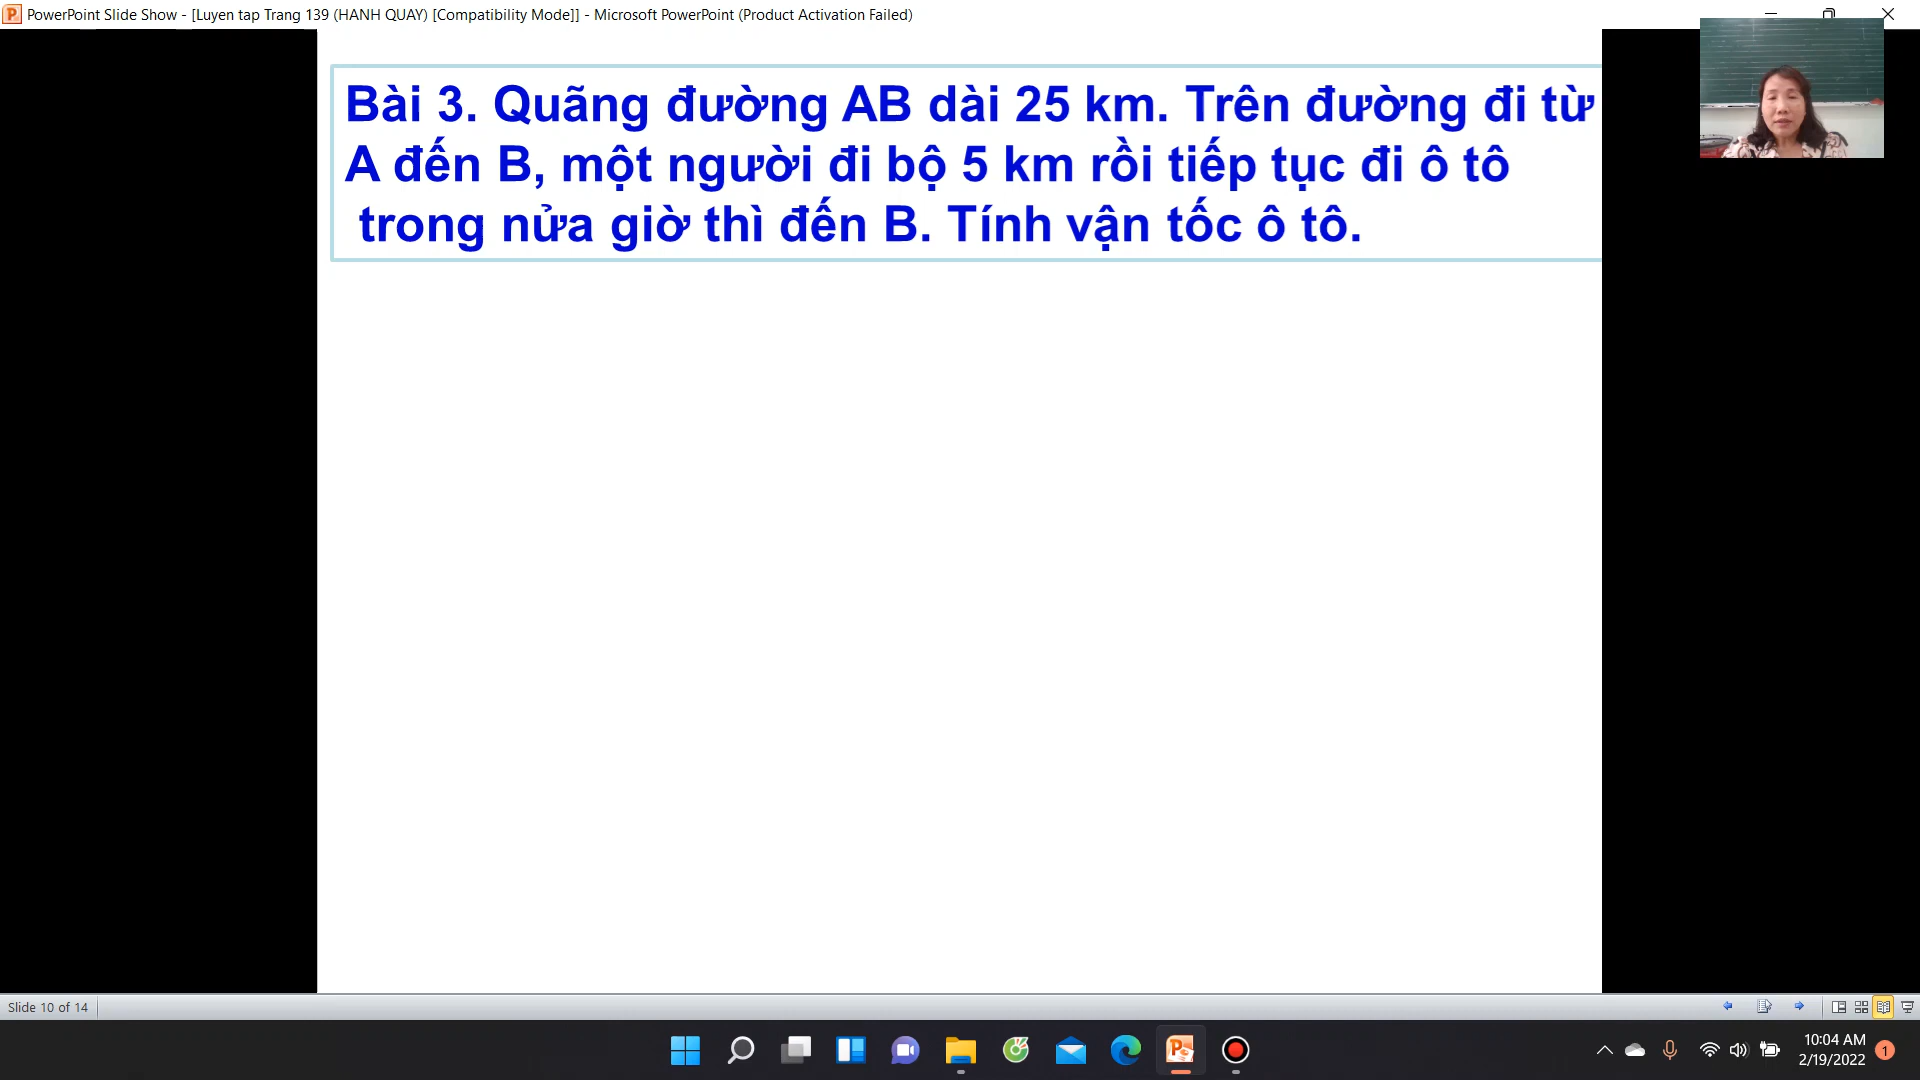 PowerPoint Slide Show - [Luyen tap Trang 139 (HANH QUAY) [Compatibility Mode]] - Microsoft PowerPoint (Product Activation Failed)
Bài 3. Quãng đường AB dài 25 km. Trên đường đi từ
A đến B, một người đi bộ 5 km rồi tiếp tục đi ô tô
trong nửa giờ thì đến B. Tính vận tốc ô tô.
Slide 10 of 14
10:04 AM
2/19/2022
1